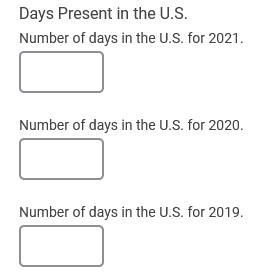 Days Present in the U.S.
Number of days in the U.S. for 2021.
Number of days in the U.S. for 2020.
Number of days in the U.S. for 2019.